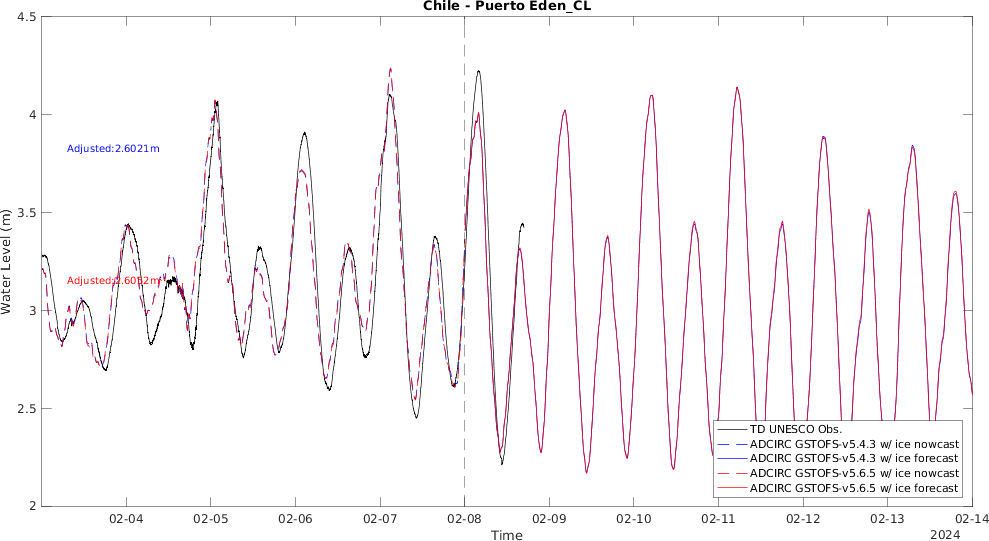 Chile - Puerto Eden_CL
4.5
4
3.5
3
2.5
2
Water Level (m)
Adjusted:2.6021m
Adjusted:2.6052m
TD UNESCO Obs.
ADCIRC GSTOFS-v5.4.3 w/ ice nowcast
ADCIRC GSTOFS-v5.4.3 w/ ice forecast
ADCIRC GSTOFS-v5.6.5 w/ ice nowcast
ADCIRC GSTOFS-v5.6.5 w/ ice forecast
02-04 02-05 02-06 02-07 02-08 02-09 02-10 02-11 02-12 02-13 02-14
Time
2024